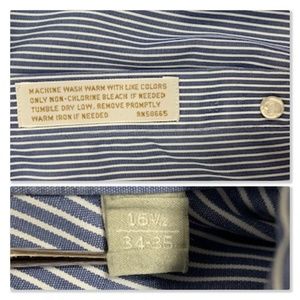 MACHINE WASH WARM WITH LIKE COLORS
ONLY NON-CHLORINE BLEACH IF NEEDED
TUMBLE DRY LOW, REMOVE PROMPTLY
WARM IRON IF NEEDED RN58665
16½
34-35